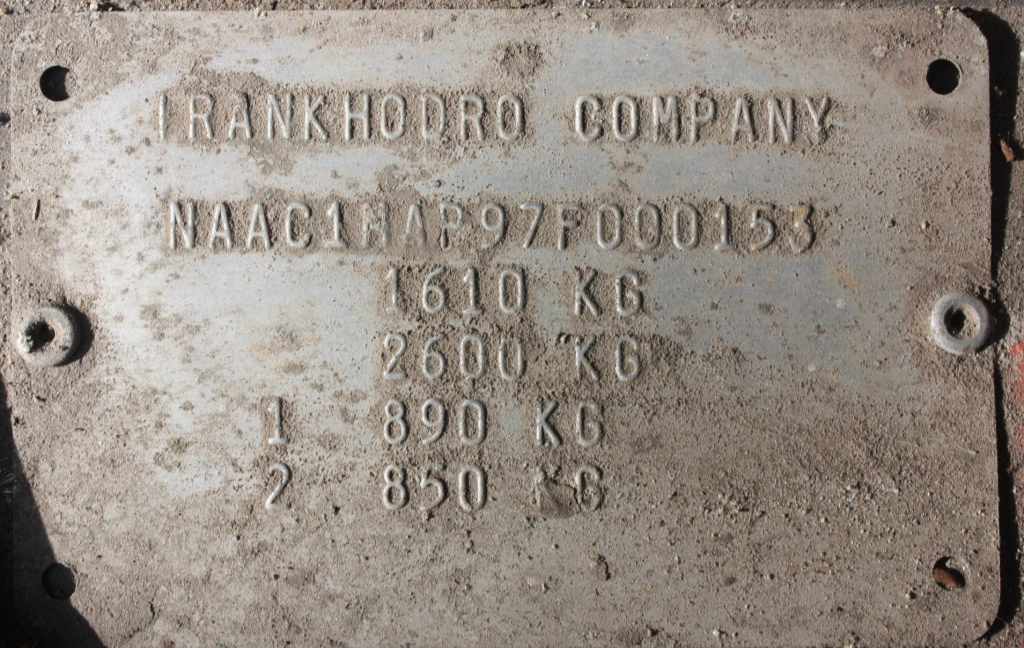 IRANKHODRO COMPANY
NAAC1HAP97F000153
1610 KG
2600 KG
1 890 KG
2 850 KG